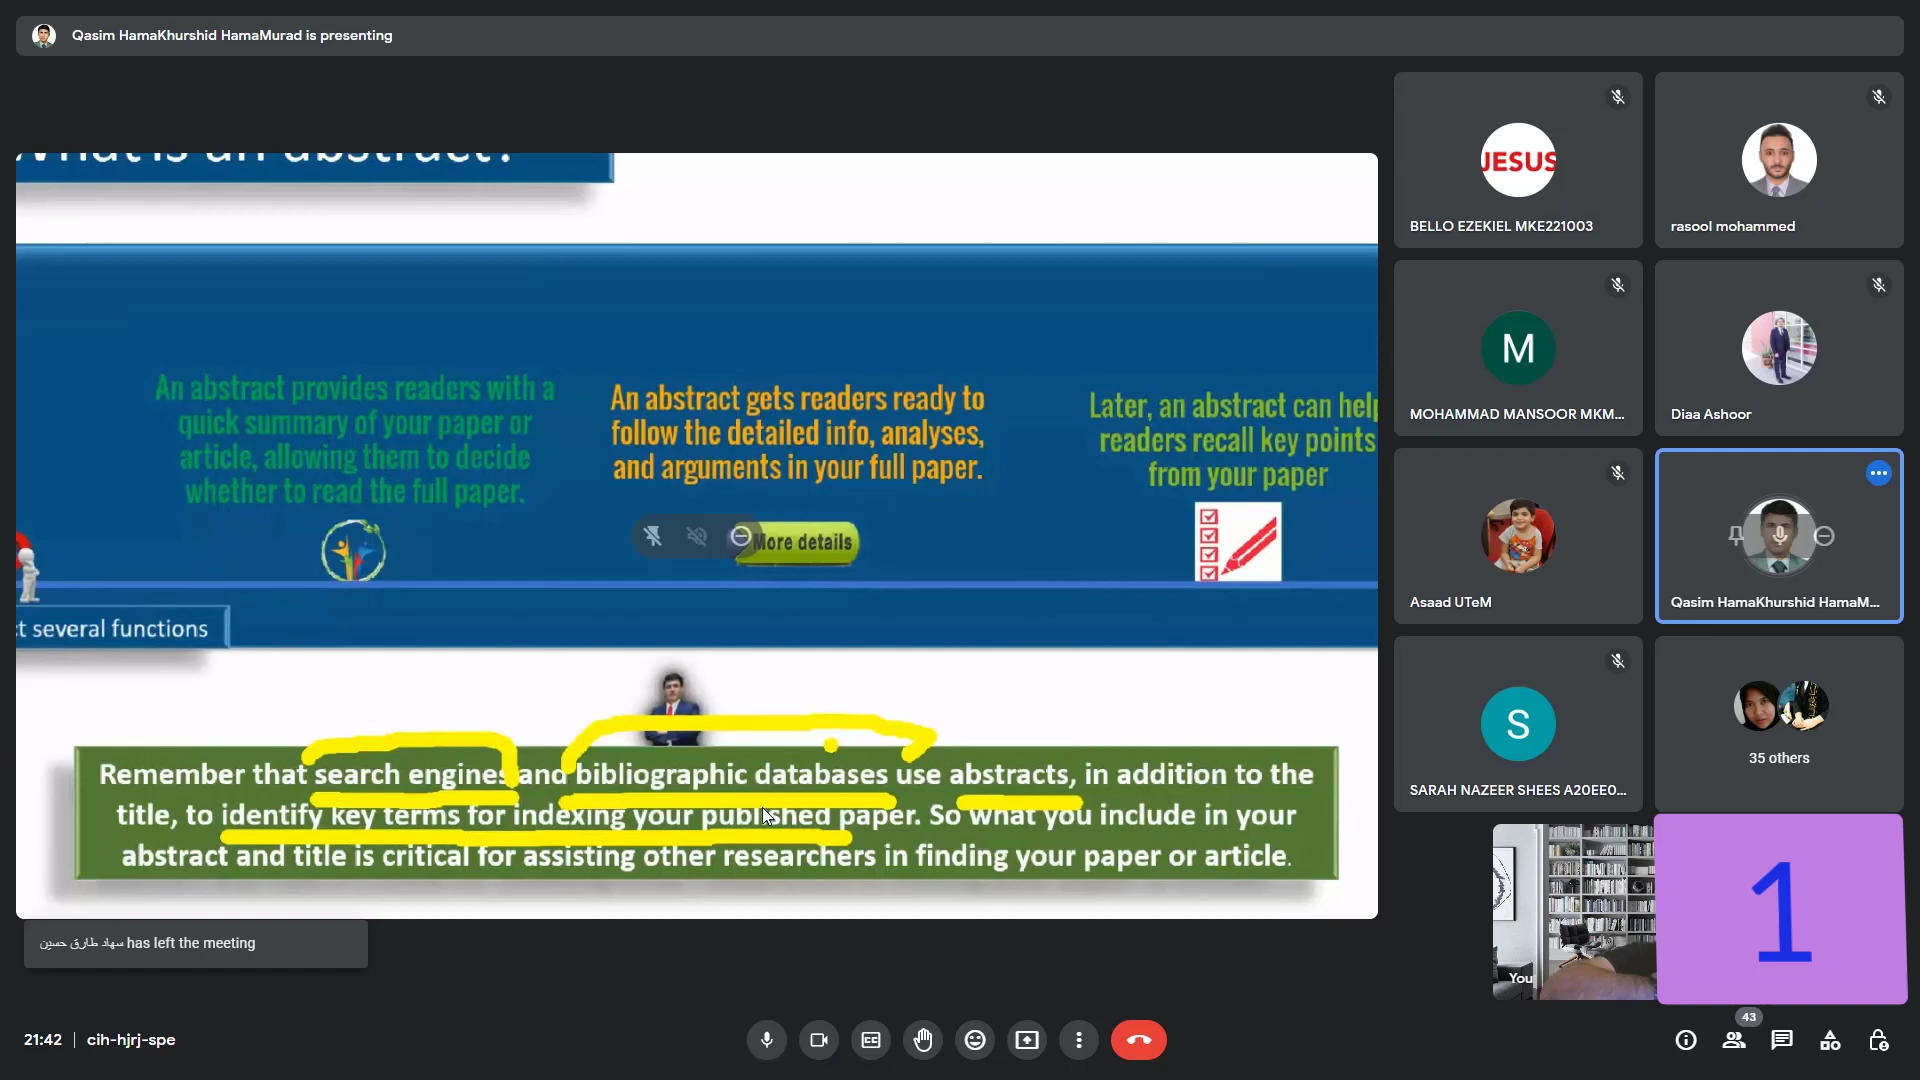 Qasim HamaKhurshid HamaMurad is presenting
What is an abstract?
An abstract provides readers with a
quick summary of your paper or
article, allowing them to decide
whether to read the full paper.
An abstract gets readers ready to
follow the detailed info, analyses,
and arguments in your full paper.
More details
Later, an abstract can help
readers recall key points
from your paper
t several functions
Remember that search engines and bibliographic databases use abstracts, in addition to the
title, to identify key terms for indexing your published paper. So what you include in your
abstract and title is critical for assisting other researchers in finding your paper or article.
سهاد طارق حسين has left the meeting
JESUS
BELLO EZEKIEL MKE221003
rasool mohammed
M
MOHAMMAD MANSOOR MKM...
Diaa Ashoor
Asaad UTeM
Qasim HamaKhurshid HamaM...
S
SARAH NAZEER SHEES A20EE0...
35 others
You
1
21:42 | cih-hjrj-spe
CC
43